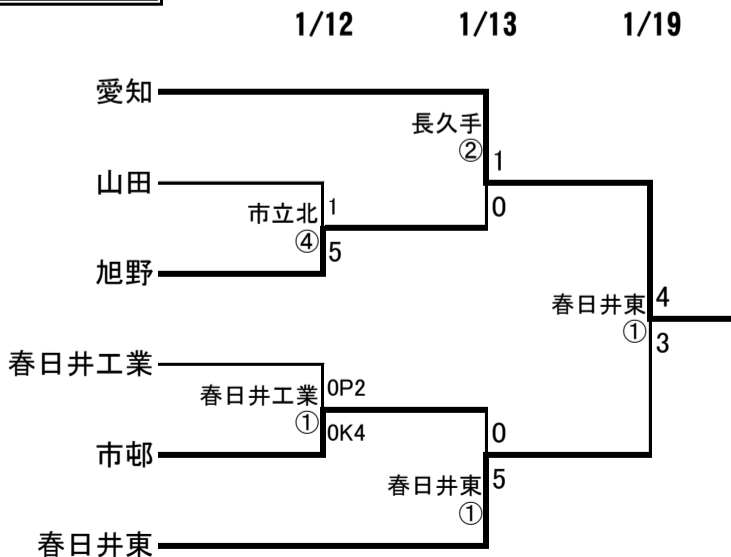 1/12 1/13 1/19
愛知
長久手
② 1
山田
0
市立北 1
④ 5
旭野
春日井東 4
① 3
春日井工業
春日井工業 0P2
① 0K4
0
市邨
春日井東 5
①
春日井東